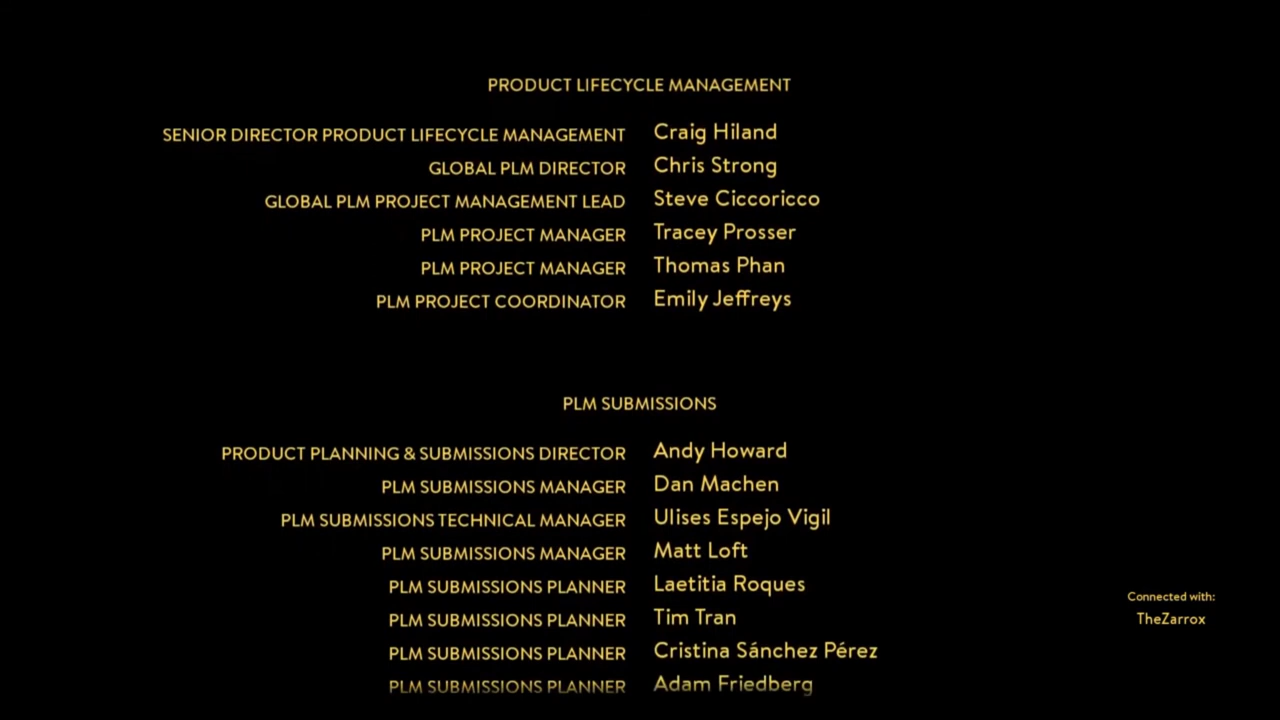 PRODUCT LIFECYCLE MANAGEMENT
SENIOR DIRECTOR PRODUCT LIFECYCLE MANAGEMENT Craig Hiland
GLOBAL PLM DIRECTOR Chris Strong
GLOBAL PLM PROJECT MANAGEMENT LEAD Steve Ciccoricco
PLM PROJECT MANAGER Tracey Prosser
PLM PROJECT MANAGER Thomas Phan
PLM PROJECT COORDINATOR Emily Jeffreys
PLM SUBMISSIONS
PRODUCT PLANNING & SUBMISSIONS DIRECTOR Andy Howard
PLM SUBMISSIONS MANAGER Dan Machen
PLM SUBMISSIONS TECHNICAL MANAGER Ulises Espejo Vigil
PLM SUBMISSIONS MANAGER Matt Loft
PLM SUBMISSIONS PLANNER Laetitia Roques
PLM SUBMISSIONS PLANNER Tim Tran
PLM SUBMISSIONS PLANNER Cristina Sánchez Pérez
PLM SUBMISSIONS PLANNER Adam Friedberg
Connected with:
TheZarrox